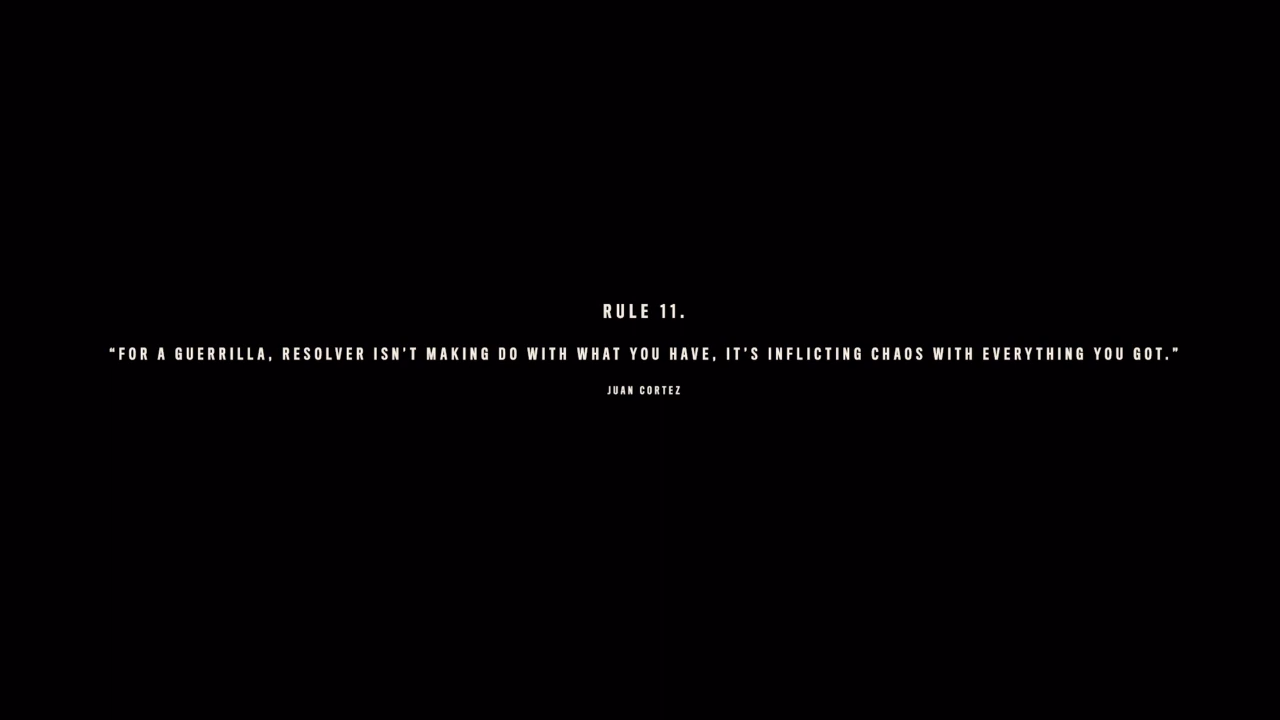 RULE 11.
“FOR A GUERRILLA, RESOLVER ISN’T MAKING DO WITH WHAT YOU HAVE, IT’S INFLICTING CHAOS WITH EVERYTHING YOU GOT.”
JUAN CORTEZ